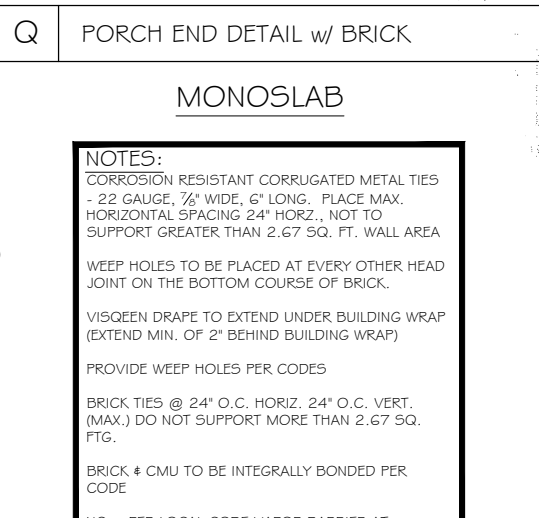 Q PORCH END DETAIL w/ BRICK
MONOSLAB
NOTES:
CORROSION RESISTANT CORRUGATED METAL TIES
- 22 GAUGE, 7/8" WIDE, 6" LONG. PLACE MAX.
HORIZONTAL SPACING 24" HORZ., NOT TO
SUPPORT GREATER THAN 2.67 SQ. FT. WALL AREA
WEEP HOLES TO BE PLACED AT EVERY OTHER HEAD
JOINT ON THE BOTTOM COURSE OF BRICK.
VISQEEN DRAPE TO EXTEND UNDER BUILDING WRAP
(EXTEND MIN. OF 2" BEHIND BUILDING WRAP)
PROVIDE WEEP HOLES PER CODES
BRICK TIES @ 24" O.C. HORIZ. 24" O.C. VERT.
(MAX.) DO NOT SUPPORT MORE THAN 2.67 SQ.
FTG.
BRICK & CMU TO BE INTEGRALLY BONDED PER
CODE